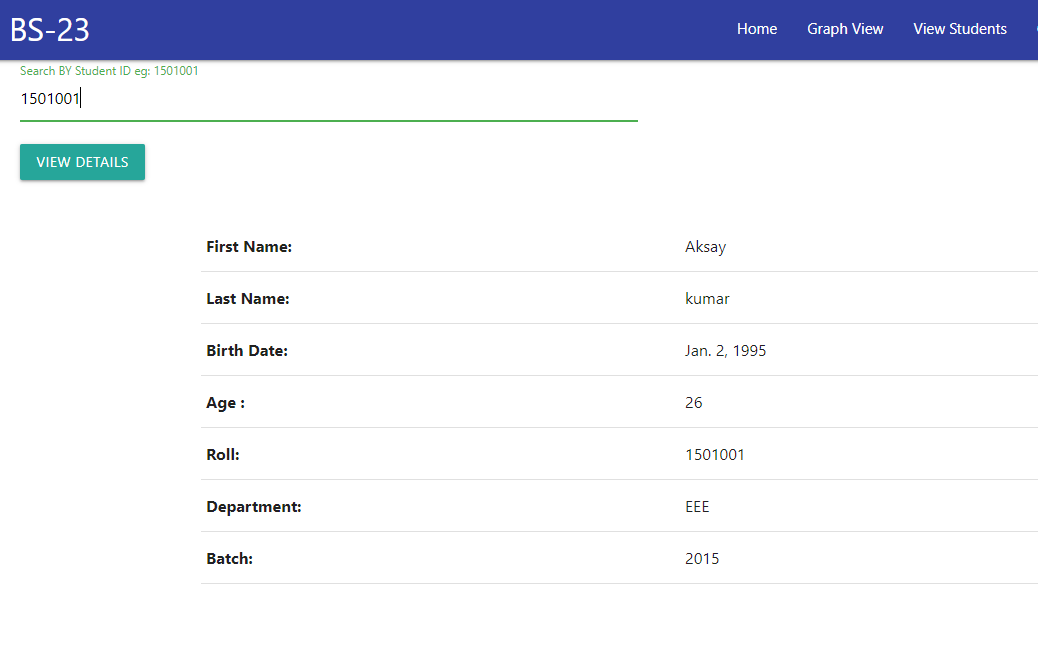 BS-23 Home Graph View View Students
Search BY Student ID eg: 1501001
1501001
VIEW DETAILS
First Name: Aksay
Last Name: kumar
Birth Date: Jan. 2, 1995
Age : 26
Roll: 1501001
Department: EEE
Batch: 2015